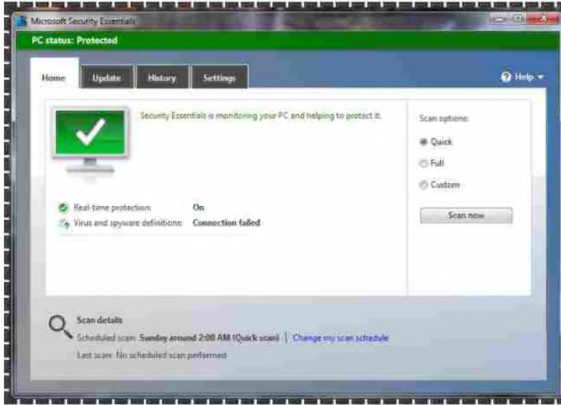 Microsoft Security Essentials
PC status: Protected
Home Update History Settings Help
Security Essentials is monitoring your PC and helping to protect it.
Scan options:
Quick
Full
Custom
Scan now
Real-time protection: On
Virus and spyware definitions: Connection failed
Scan details
Scheduled scan: Sunday around 2:00 AM (Quick scan) | Change my scan schedule
Last scan: No scheduled scan performed